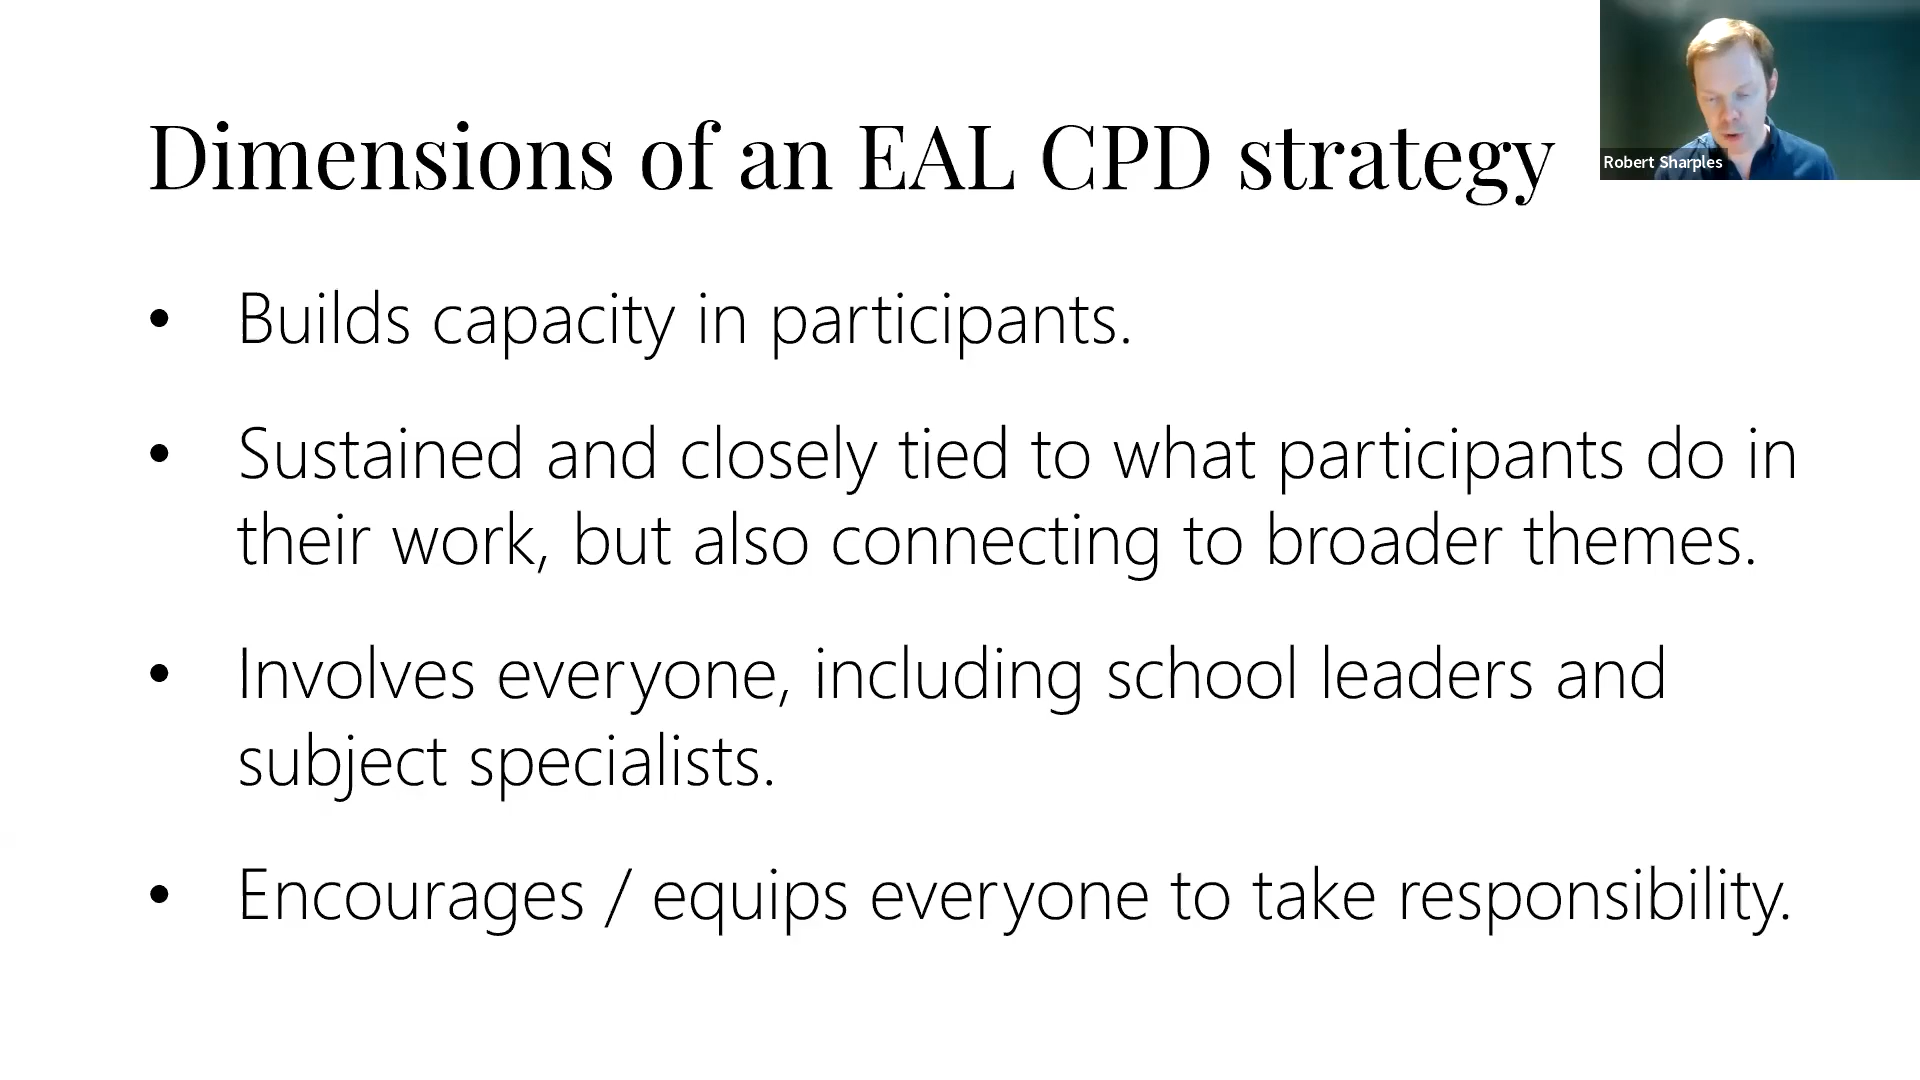 Dimensions of an EAL CPD strategy
Robert Sharples
• Builds capacity in participants.
• Sustained and closely tied to what participants do in
their work, but also connecting to broader themes.
• Involves everyone, including school leaders and
subject specialists.
• Encourages / equips everyone to take responsibility.